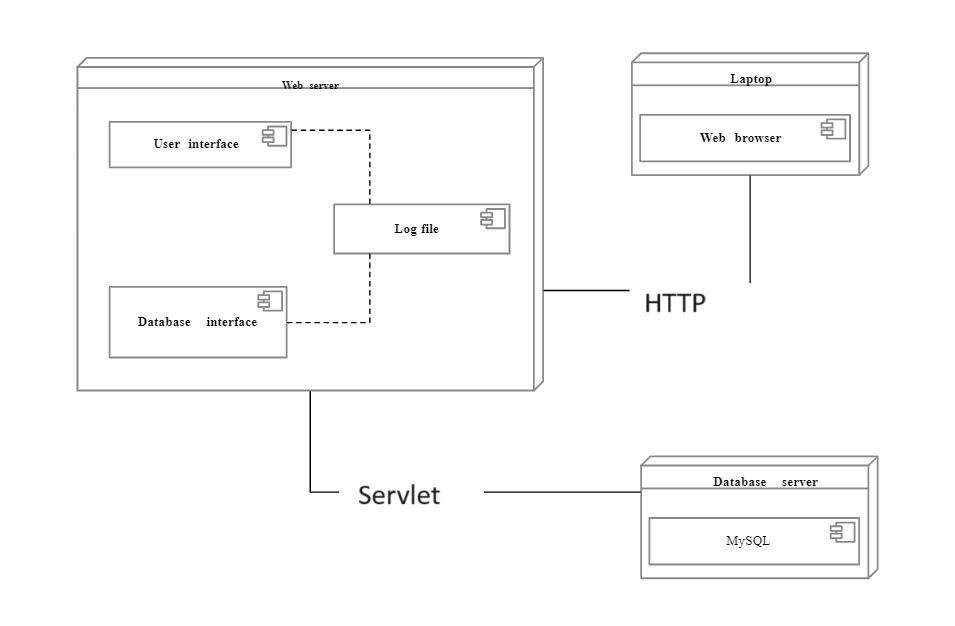 Web server
Laptop
User interface
Web browser
Log file
HTTP
Database interface
Servlet
Database server
MySQL